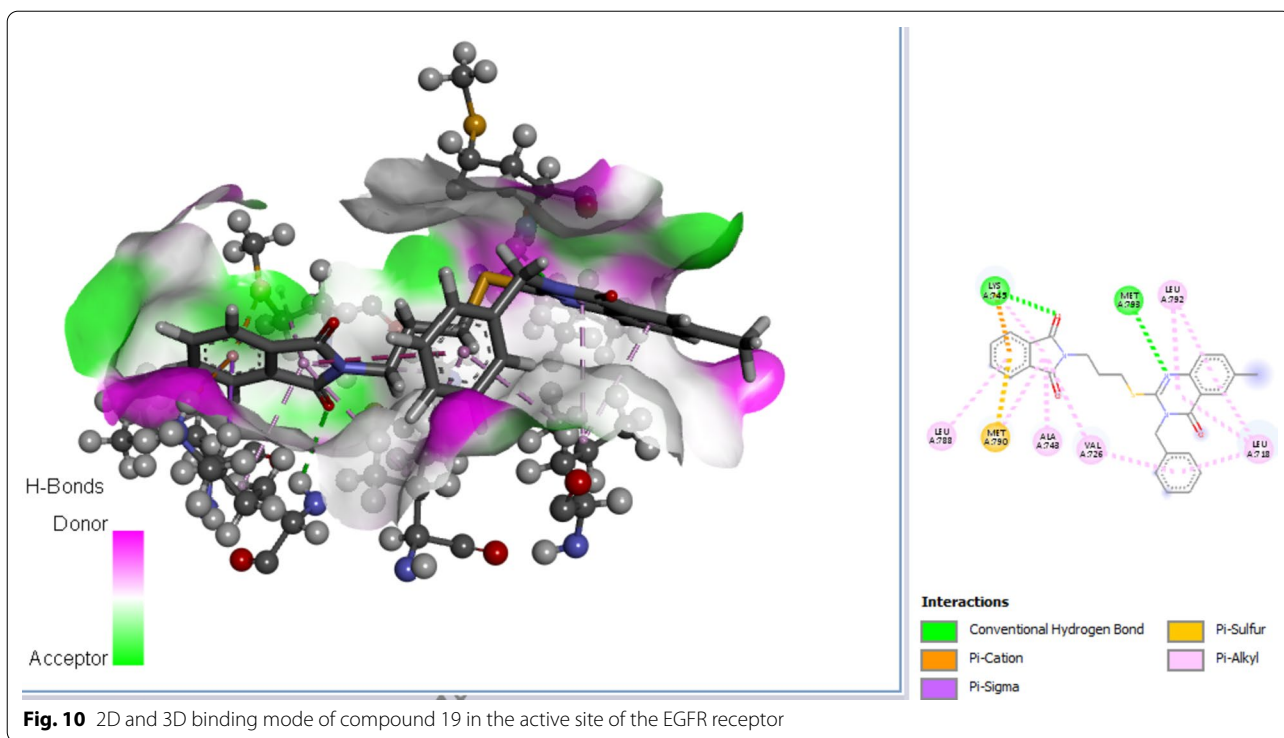 H-Bonds
Donor
Acceptor
LYS
A:745
MET
A:793
LEU
A:792
LEU
A:788
MET
A:790
ALA
A:743
VAL
A:726
LEU
A:718
Interactions
Conventional Hydrogen Bond
Pi-Cation
Pi-Sigma
Pi-Sulfur
Pi-Alkyl
Fig. 10 2D and 3D binding mode of compound 19 in the active site of the EGFR receptor